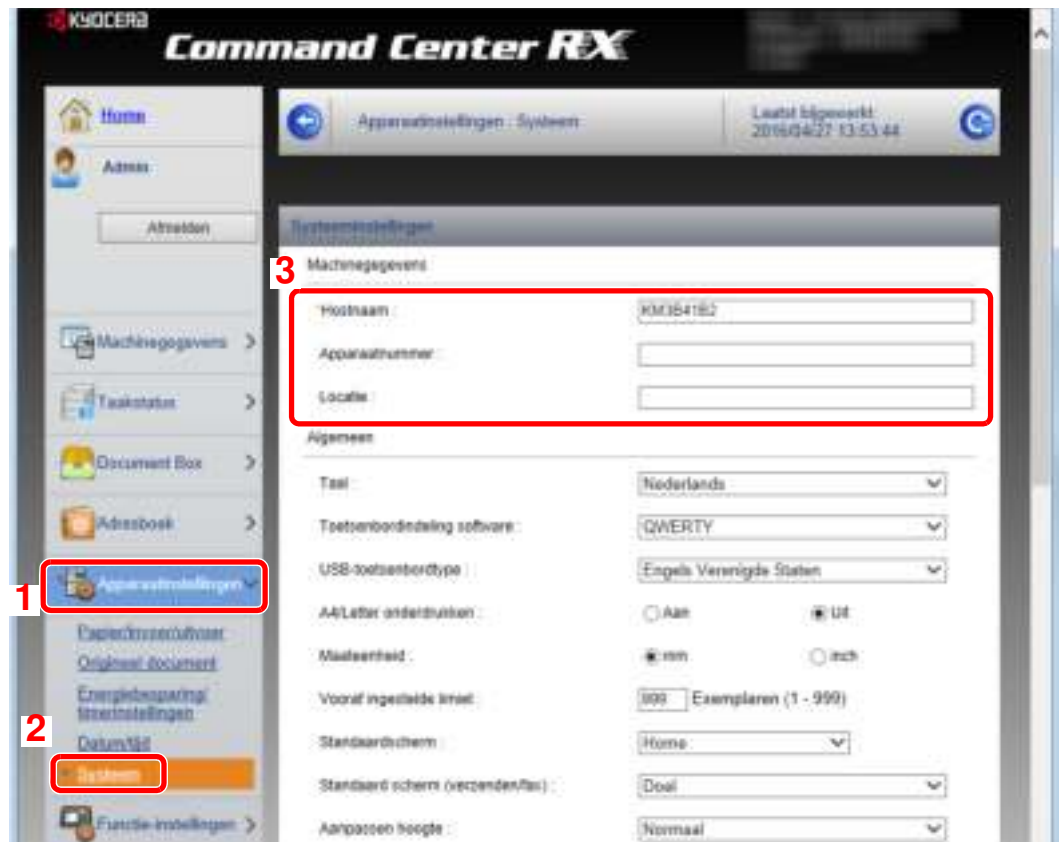 KYOCERA
Command Center RX
Home
Admin
Afmelden
Machinegegevens
Taakstatus
Document Box
Adresboek
1
Apparaatinstellingen
Papier/invoer/uitvoer
Origineel document
Energiebesparing/
timerinstellingen
2
Datum/tijd
Systeem
Functie-instellingen
Apparaatinstellingen : Systeem
Laatst bijgewerkt
2016/04/27 13:53:44
Systeeminstellingen
3
Machinegegevens
*Hostnaam : KM3B41B2
Apparaatnummer :
Locatie :
Algemeen
Taal : Nederlands
Toetsenbordindeling software : QWERTY
USB-toetsenbordtype : Engels Verenigde Staten
A4/Letter onderdrukken : Aan Uit
Maateenheid : mm inch
Vooraf ingestelde limiet : 999 Exemplaren (1 - 999)
Standaardscherm : Home
Standaard scherm (verzenden/fax) : Doel
Aanpassen hoogte : Normaal